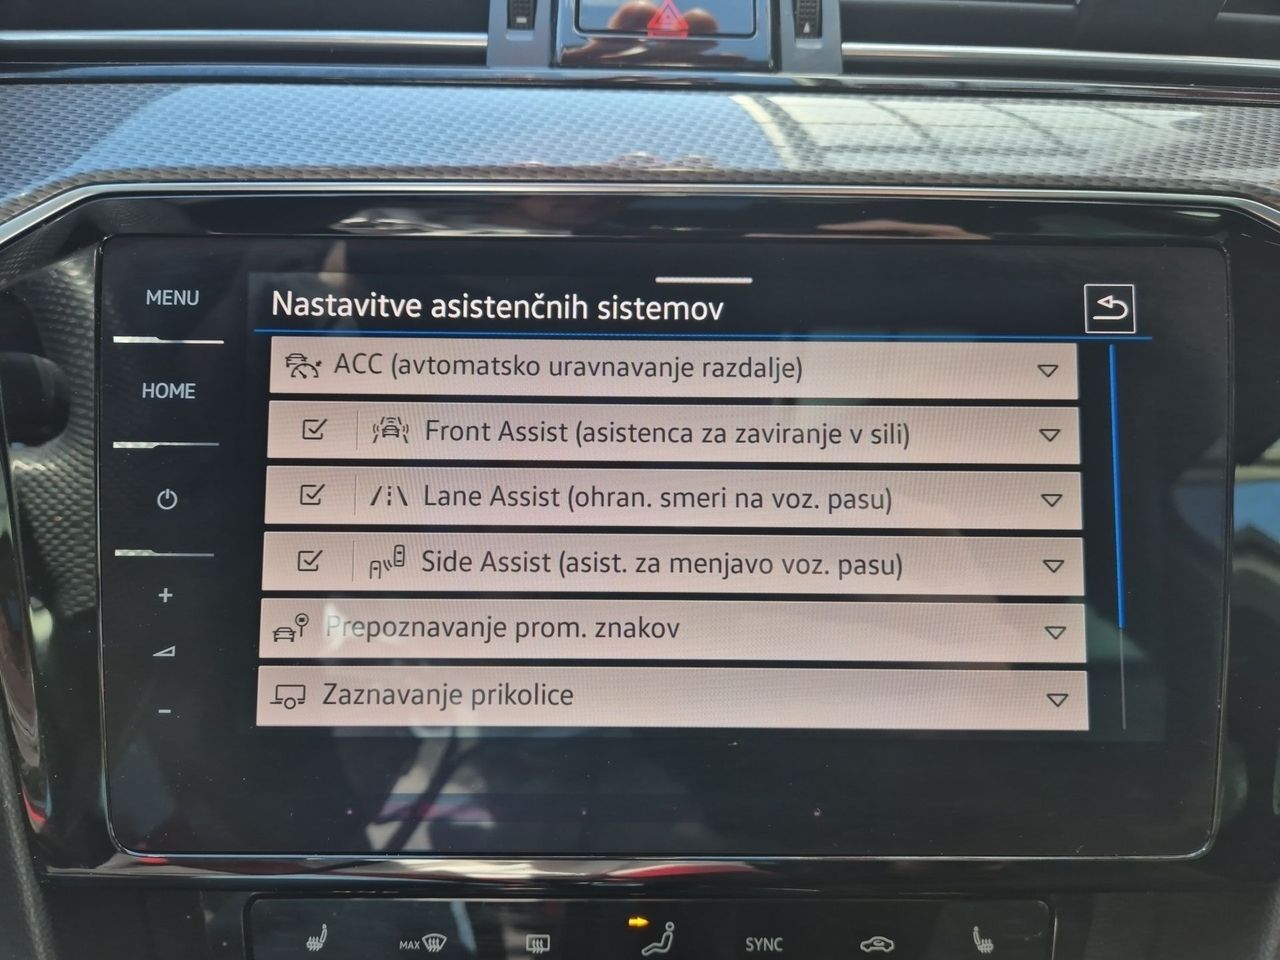 MENU
Nastavitve asistenčnih sistemov
HOME
ACC (avtomatsko uravnavanje razdalje)
Front Assist (asistenca za zaviranje v sili)
Lane Assist (ohran. smeri na voz. pasu)
Side Assist (asist. za menjavo voz. pasu)
Prepoznavanje prom. znakov
Zaznavanje prikolice
+
-
MAX
SYNC